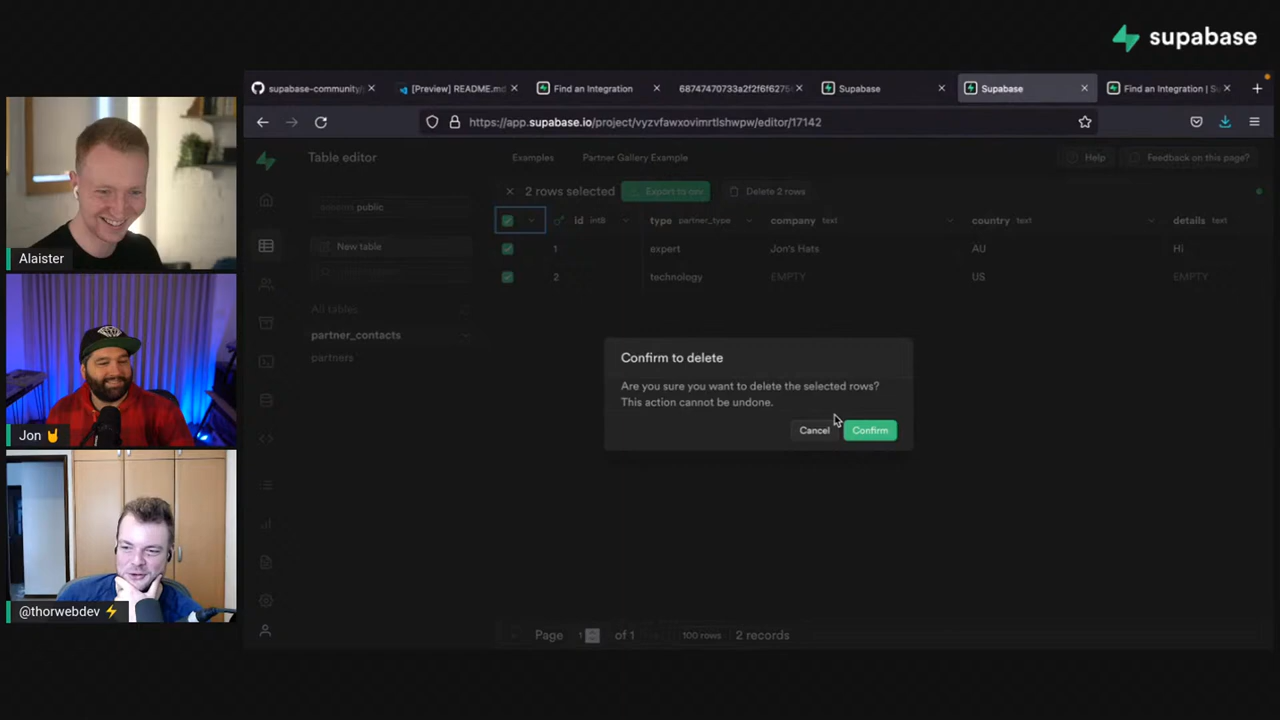 supabase
supabase-community/
[Preview] README.md
Find an Integration
68747470733a2f2f6f6275
Supabase
Supabase
Find an Integration | Su
https://app.supabase.io/project/vyzvfawxovimrtlshwpw/editor/17142
Table editor
Examples
Partner Gallery Example
Help
Feedback on this page?
public
2 rows selected
Export to csv
Delete 2 rows
id int8
type partner_type
company text
country text
details text
New table
1 expert Jon's Hats AU Hi
2 technology EMPTY US EMPTY
All tables
partner_contacts
partners
Confirm to delete
Are you sure you want to delete the selected rows?
This action cannot be undone.
Cancel
Confirm
Page 1 of 1
100 rows
2 records
Alaister
Jon 🤘
@thorwebdev ⚡